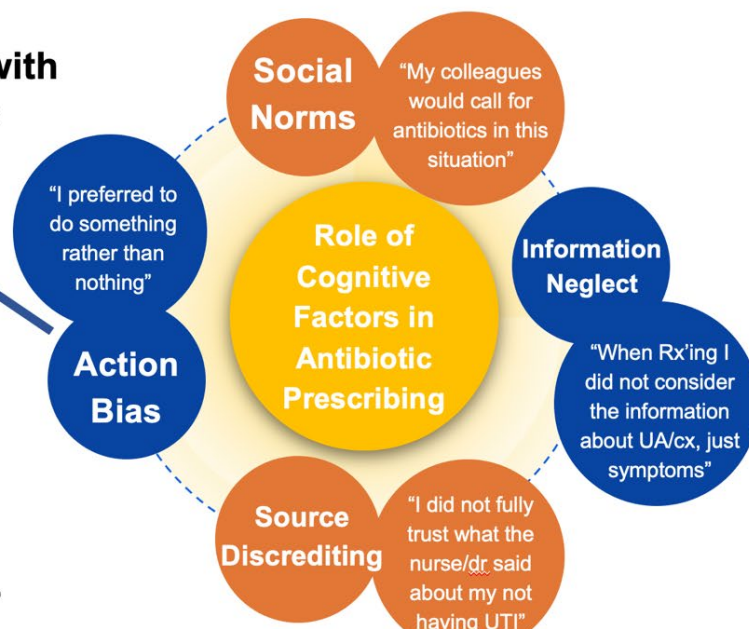 with
Social
Norms
“My colleagues
would call for
antibiotics in this
situation”
“I preferred to
do something
rather than
nothing”
Action
Bias
Role of
Cognitive
Factors in
Antibiotic
Prescribing
Information
Neglect
“When Rx’ing I
did not consider
the information
about UA/cx, just
symptoms”
Source
Discrediting
“I did not fully
trust what the
nurse/dr said
about my not
having UTI”